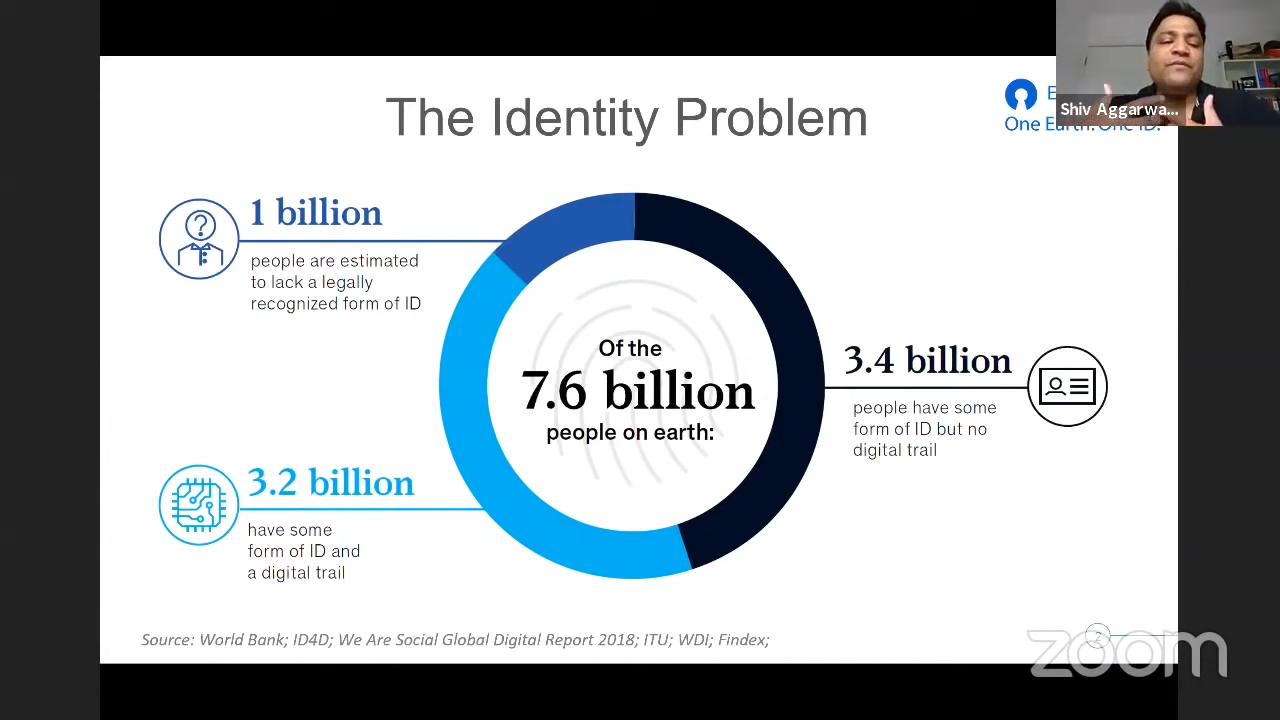 The Identity Problem
Shiv Aggarwa...
One Earth. One ID.
1 billion
people are estimated
to lack a legally
recognized form of ID
Of the
7.6 billion
people on earth:
3.4 billion
people have some
form of ID but no
digital trail
3.2 billion
have some
form of ID and
a digital trail
Source: World Bank; ID4D; We Are Social Global Digital Report 2018; ITU; WDI; Findex;
2
zoom